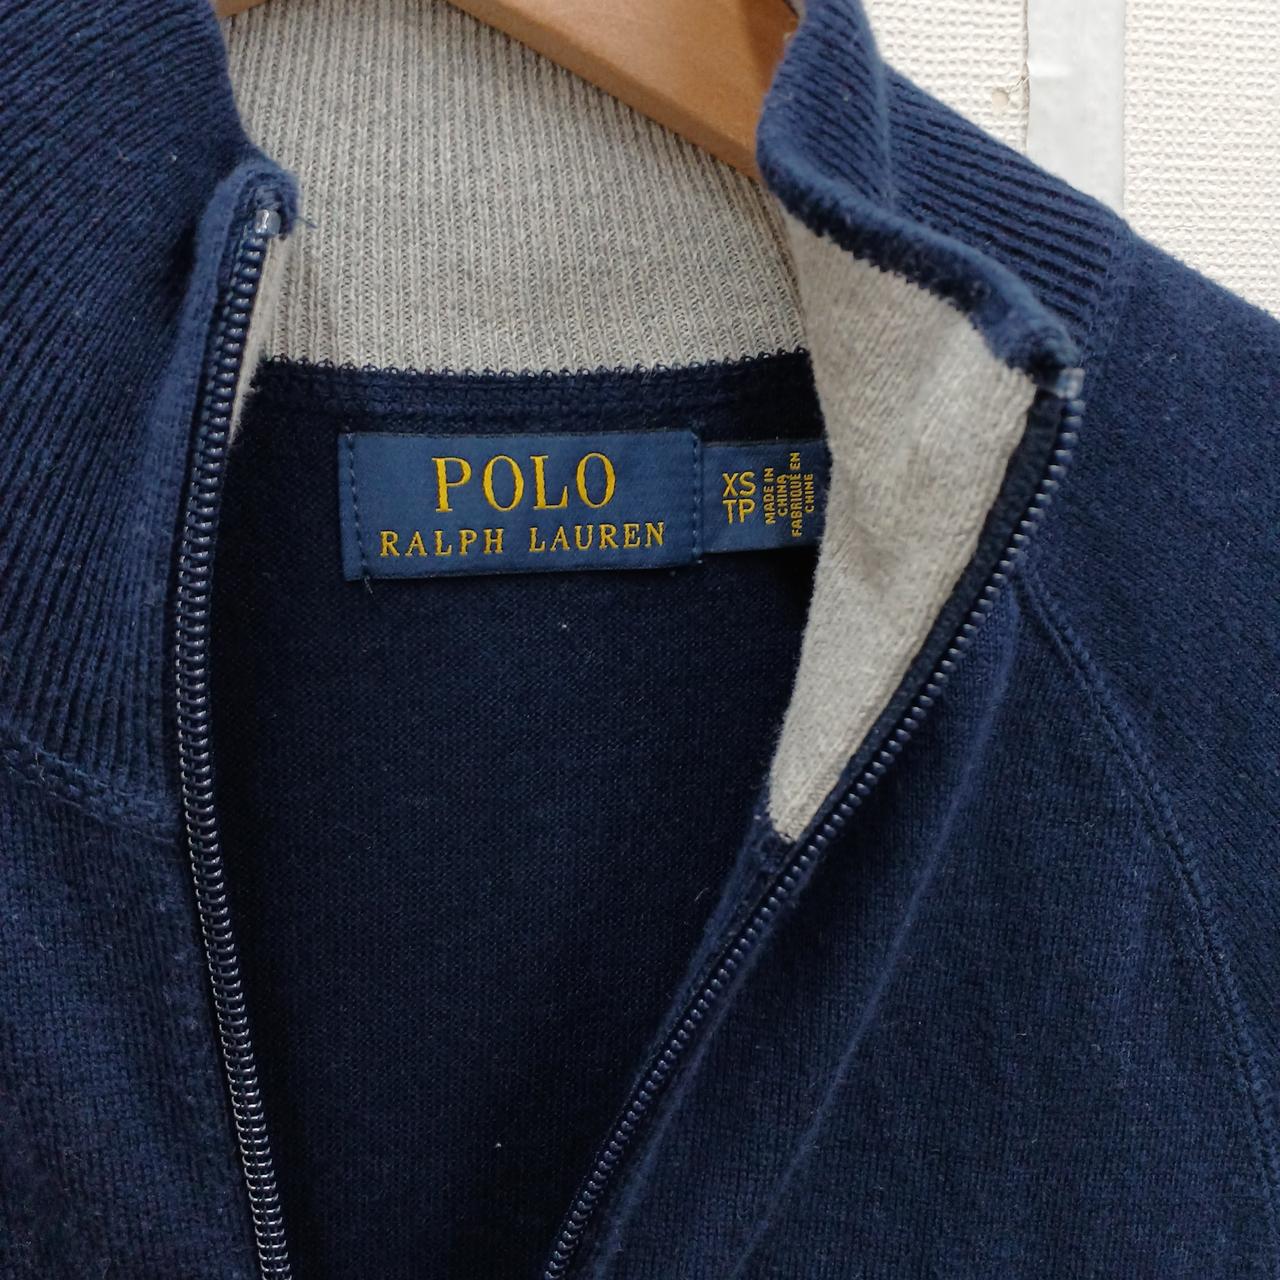 POLO
RALPH LAUREN
XS
TP
MADE IN
CHINA
FABRIQUÉ EN
CHINE